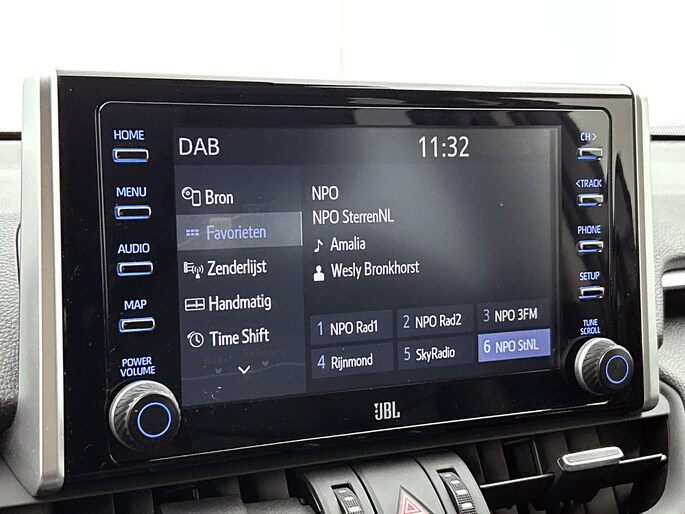 HOME
MENU
AUDIO
MAP
POWER
VOLUME
DAB
11:32
Bron
Favorieten
Zenderlijst
Handmatig
Time Shift
NPO
NPO SterrenNL
Amalia
Wesly Bronkhorst
1 NPO Rad1
2 NPO Rad2
3 NPO 3FM
4 Rijnmond
5 SkyRadio
6 NPO StNL
CH >
< TRACK
PHONE
SETUP
TUNE
SCROLL
JBL